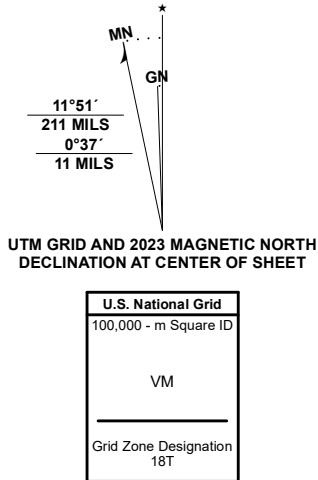 ★
MN
GN
11°51´
211 MILS
0°37´
11 MILS
UTM GRID AND 2023 MAGNETIC NORTH
DECLINATION AT CENTER OF SHEET
U.S. National Grid
100,000 - m Square ID
VM
Grid Zone Designation
18T